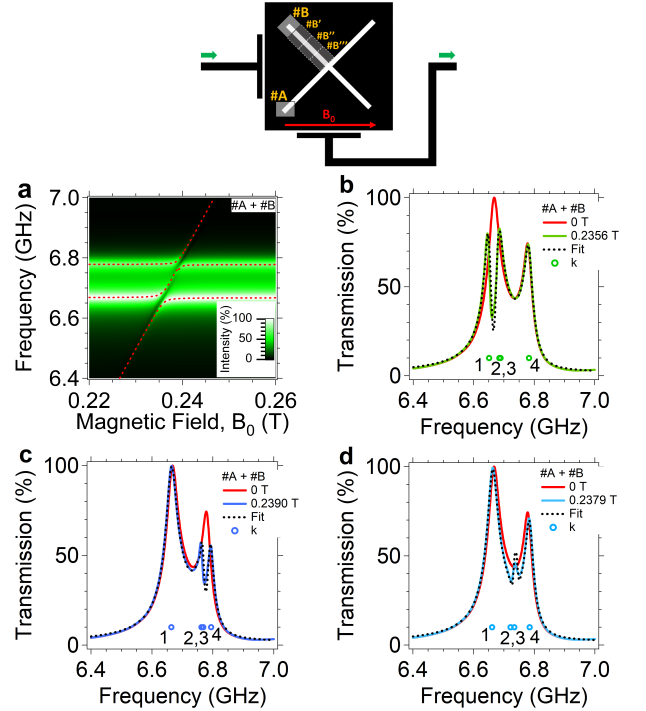 #B
#B'
#B''
#B'''
#A
B0
a
7.0
6.8
6.6
6.4
Frequency (GHz)
#A + #B
100
50
0
Intensity (%)
0.22
0.24
0.26
Magnetic Field, B0 (T)
b
100
50
0
Transmission (%)
#A + #B
0 T
0.2356 T
Fit
k
1
2,3
4
6.4
6.6
6.8
7.0
Frequency (GHz)
c
100
50
0
Transmission (%)
#A + #B
0 T
0.2390 T
Fit
k
1
2,3
4
6.4
6.6
6.8
7.0
Frequency (GHz)
d
100
50
0
Transmission (%)
#A + #B
0 T
0.2379 T
Fit
k
1
2,3
4
6.4
6.6
6.8
7.0
Frequency (GHz)